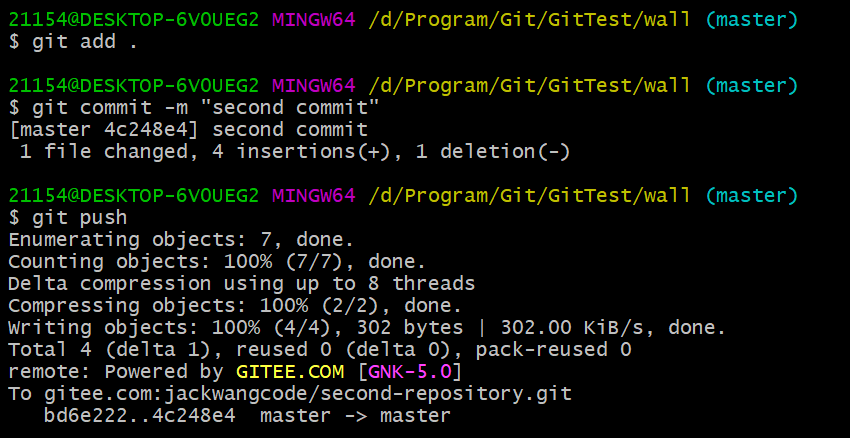 21154@DESKTOP-6VOUEG2 MINGW64 /d/Program/Git/GitTest/wall (master)
$ git add .
21154@DESKTOP-6VOUEG2 MINGW64 /d/Program/Git/GitTest/wall (master)
$ git commit -m "second commit"
[master 4c248e4] second commit
 1 file changed, 4 insertions(+), 1 deletion(-)
21154@DESKTOP-6VOUEG2 MINGW64 /d/Program/Git/GitTest/wall (master)
$ git push
Enumerating objects: 7, done.
Counting objects: 100% (7/7), done.
Delta compression using up to 8 threads
Compressing objects: 100% (2/2), done.
Writing objects: 100% (4/4), 302 bytes | 302.00 KiB/s, done.
Total 4 (delta 1), reused 0 (delta 0), pack-reused 0
remote: Powered by GITEE.COM [GNK-5.0]
To gitee.com:jackwangcode/second-repository.git
   bd6e222..4c248e4  master -> master